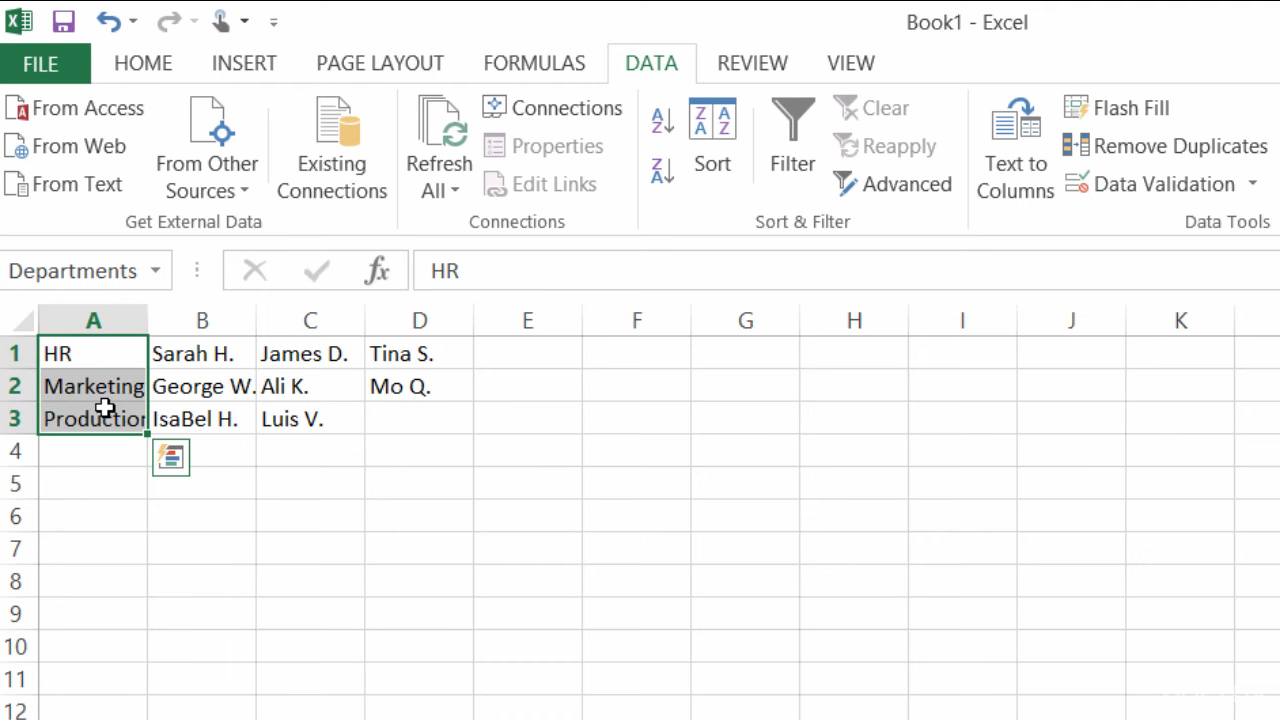 Book1 - Excel
FILE HOME INSERT PAGE LAYOUT FORMULAS DATA REVIEW VIEW
From Access
From Web
From Text
From Other
Sources
Get External Data
Existing
Connections
Refresh
All
Connections
Properties
Edit Links
Connections
A
Z
Z
A
Z A
A Z
Sort
Filter
Clear
Reapply
Advanced
Sort & Filter
Text to
Columns
Flash Fill
Remove Duplicates
Data Validation
Data Tools
Departments fx HR
A B C D E F G H I J K
1 HR Sarah H. James D. Tina S.
2 Marketing George W. Ali K. Mo Q.
3 Production IsaBel H. Luis V.
4
5
6
7
8
9
10
11
12